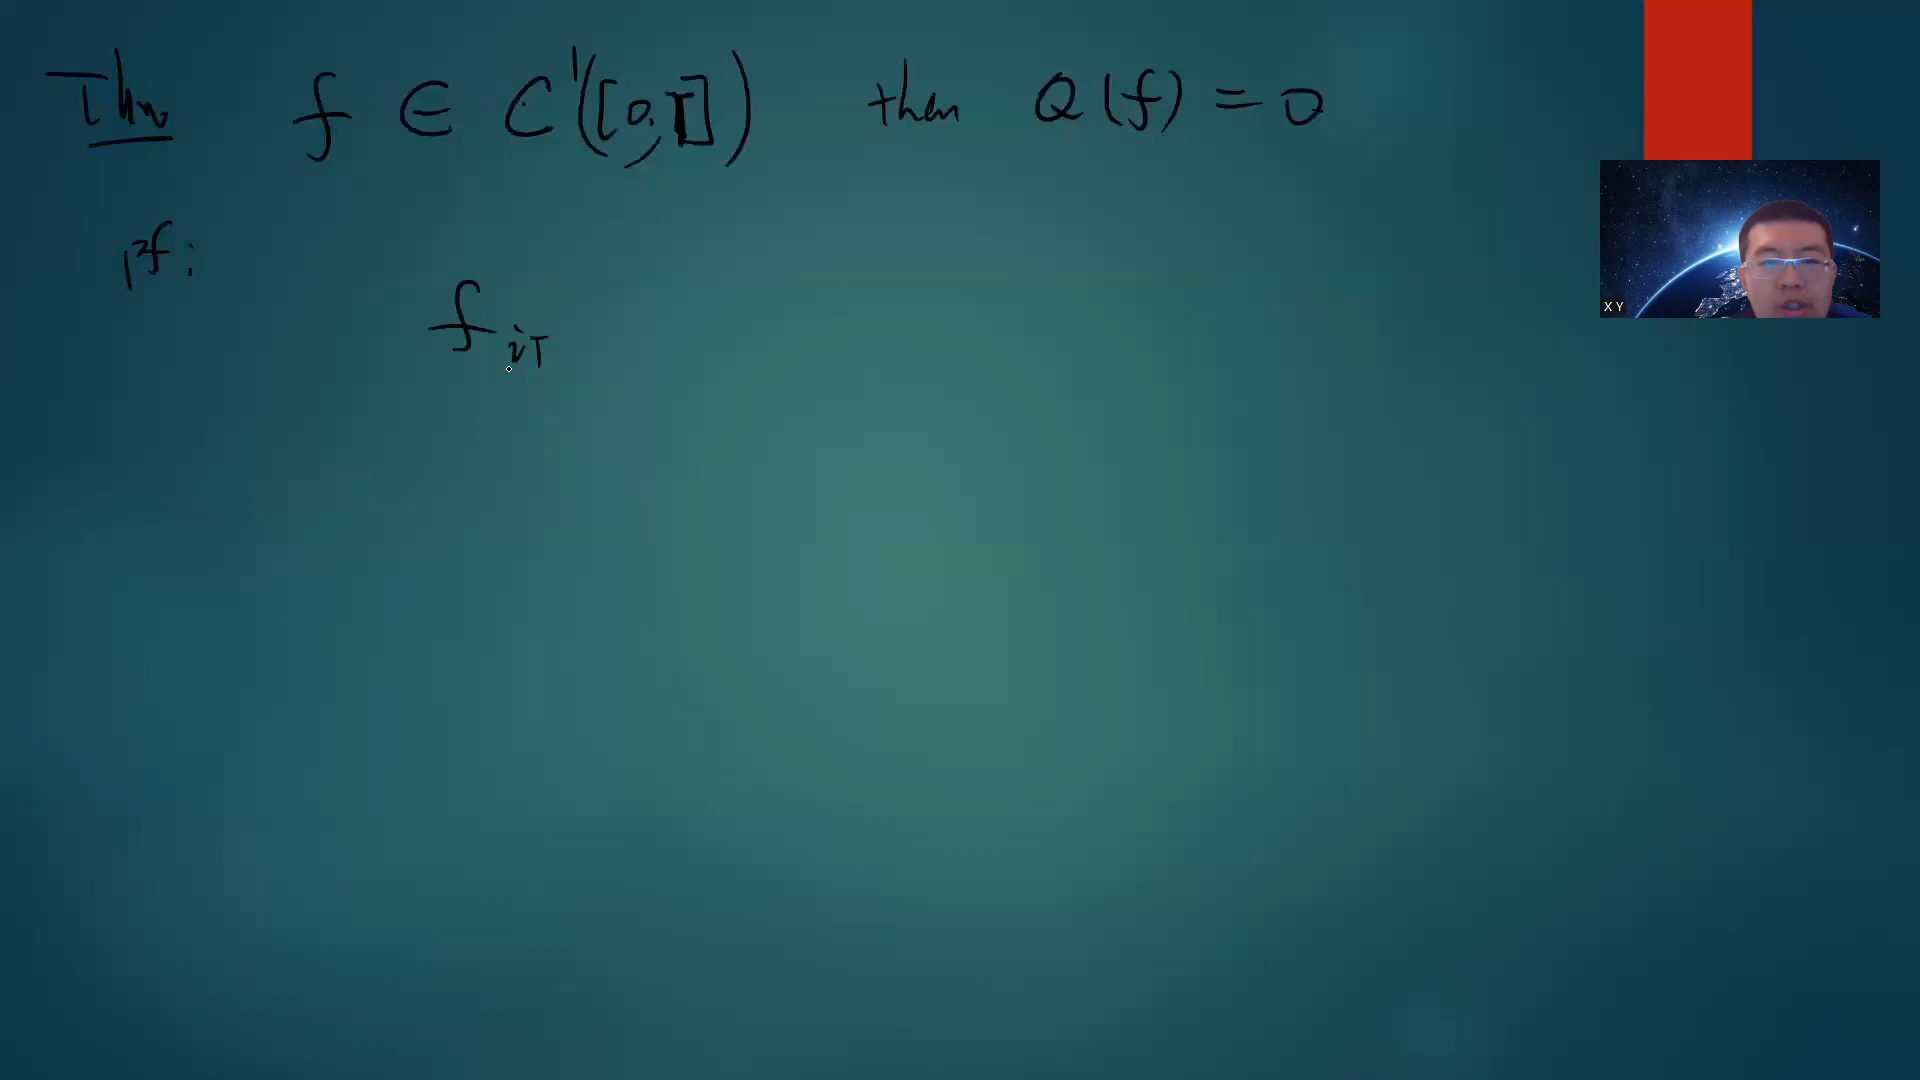 Thm f ∈ C¹([0,T]) then Q(f) = 0
Pf:
f_{iT}
X Y